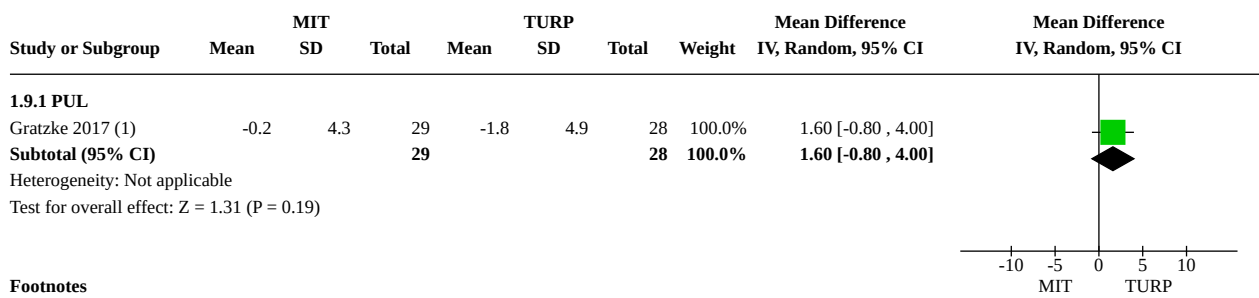 MIT TURP Mean Difference Mean Difference
Study or Subgroup Mean SD Total Mean SD Total Weight IV, Random, 95% CI IV, Random, 95% CI
1.9.1 PUL
Gratzke 2017 (1) -0.2 4.3 29 -1.8 4.9 28 100.0% 1.60 [-0.80 , 4.00]
Subtotal (95% CI) 29 28 100.0% 1.60 [-0.80 , 4.00]
Heterogeneity: Not applicable
Test for overall effect: Z = 1.31 (P = 0.19)
-10 -5 0 5 10
Footnotes MIT TURP